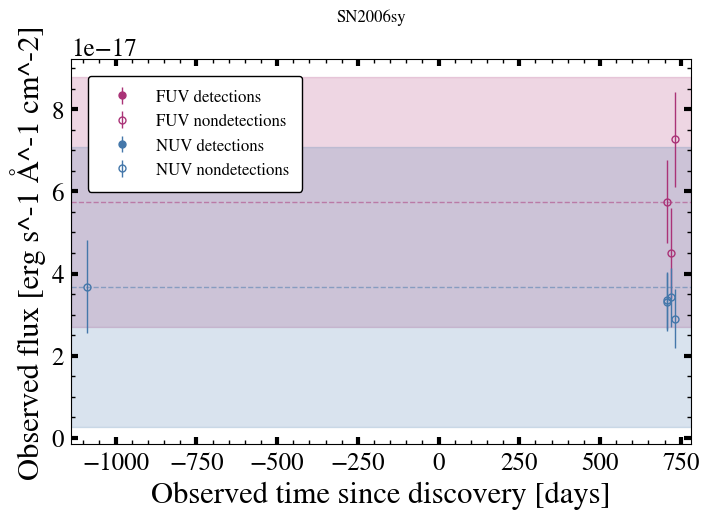 SN2006sy
1e−17
FUV detections
FUV nondetections
NUV detections
NUV nondetections
8
6
4
2
0
Observed flux [erg s^-1 Å^-1 cm^-2]
−1000 −750 −500 −250 0 250 500 750
Observed time since discovery [days]